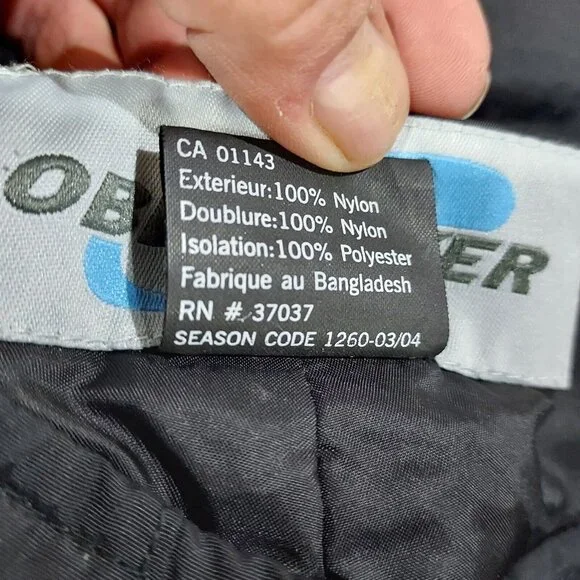 CA 01143
Exterieur:100% Nylon
Doublure:100% Nylon
Isolation:100% Polyester
Fabrique au Bangladesh
RN #. 37037
SEASON CODE 1260-03/04